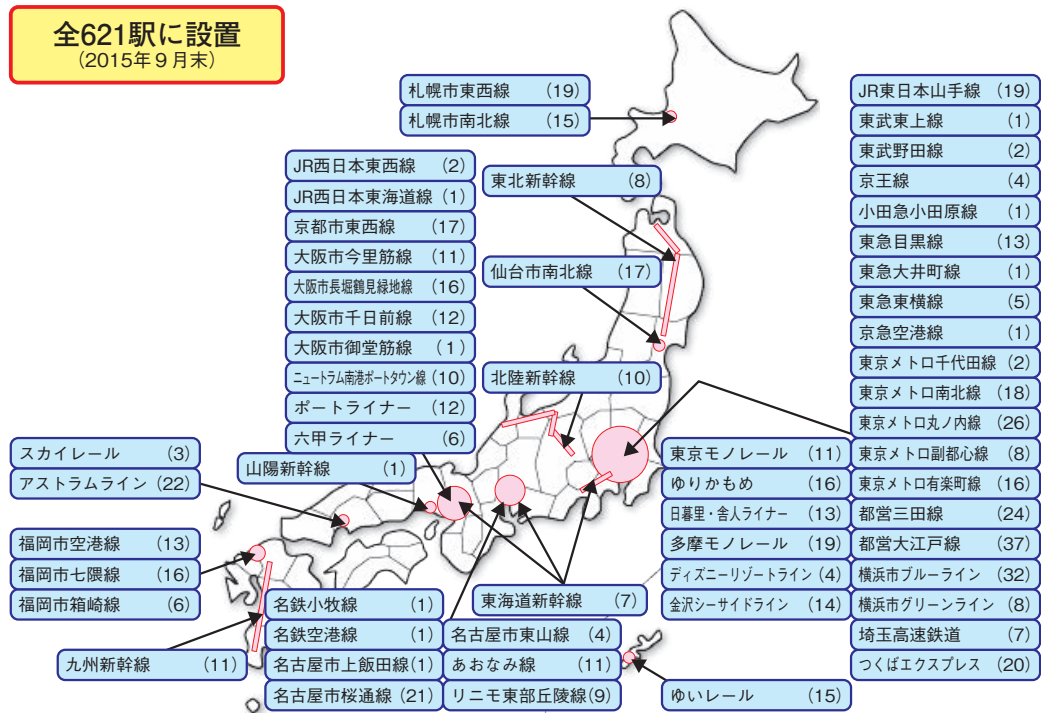 全621駅に設置
（2015年９月末）
札幌市東西線 （19）
札幌市南北線 （15）
JR西日本東西線 （2）
JR西日本東海道線 （1）
京都市東西線 （17）
大阪市今里筋線 （11）
大阪市長堀鶴見緑地線 （16）
大阪市千日前線 （12）
大阪市御堂筋線 （1）
ニュートラム南港ポートタウン線 （10）
ポートライナー （12）
六甲ライナー （6）
東北新幹線 （8）
仙台市南北線 （17）
北陸新幹線 （10）
スカイレール （3）
アストラムライン （22）
山陽新幹線 （1）
福岡市空港線 （13）
福岡市七隈線 （16）
福岡市箱崎線 （6）
九州新幹線 （11）
名鉄小牧線 （1）
名鉄空港線 （1）
名古屋市上飯田線（1）
名古屋市桜通線 （21）
東海道新幹線 （7）
名古屋市東山線 （4）
あおなみ線 （11）
リニモ東部丘陵線（9）
東京モノレール （11）
ゆりかもめ （16）
日暮里・舎人ライナー （13）
多摩モノレール （19）
ディズニーリゾートライン （4）
金沢シーサイドライン （14）
ゆいレール （15）
JR東日本山手線 （19）
東武東上線 （1）
東武野田線 （2）
京王線 （4）
小田急小田原線 （1）
東急目黒線 （13）
東急大井町線 （1）
東急東横線 （5）
京急空港線 （1）
東京メトロ千代田線 （2）
東京メトロ南北線 （18）
東京メトロ丸ノ内線 （26）
東京メトロ副都心線 （8）
東京メトロ有楽町線 （16）
都営三田線 （24）
都営大江戸線 （37）
横浜市ブルーライン （32）
横浜市グリーンライン （8）
埼玉高速鉄道 （7）
つくばエクスプレス （20）